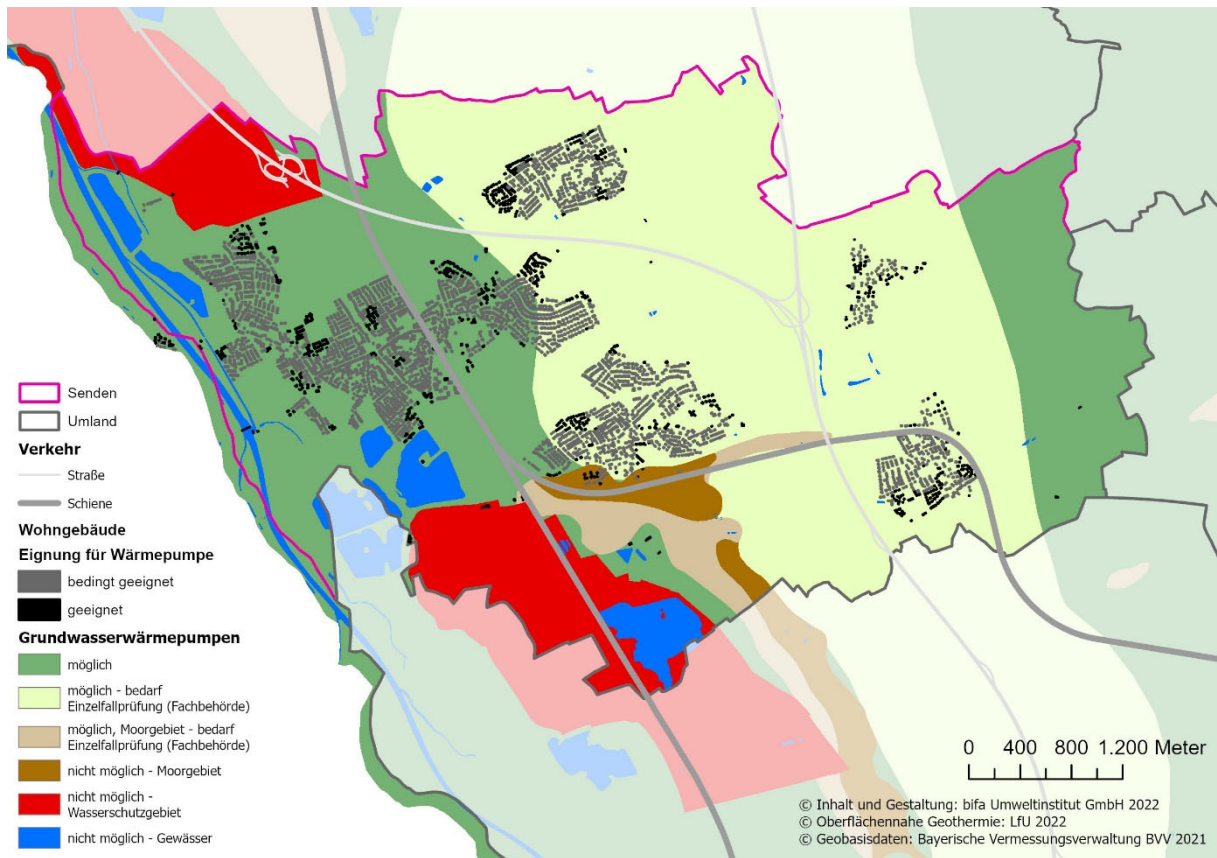 Senden
Umland
Verkehr
Straße
Schiene
Wohngebäude
Eignung für Wärmepumpe
bedingt geeignet
geeignet
Grundwasserwärmepumpen
möglich
möglich - bedarf
Einzelfallprüfung (Fachbehörde)
möglich, Moorgebiet - bedarf
Einzelfallprüfung (Fachbehörde)
nicht möglich - Moorgebiet
nicht möglich -
Wasserschutzgebiet
nicht möglich - Gewässer
0 400 800 1.200 Meter
© Inhalt und Gestaltung: bifa Umweltinstitut GmbH 2022
© Oberflächennahe Geothermie: LfU 2022
© Geobasisdaten: Bayerische Vermessungsverwaltung BVV 2021